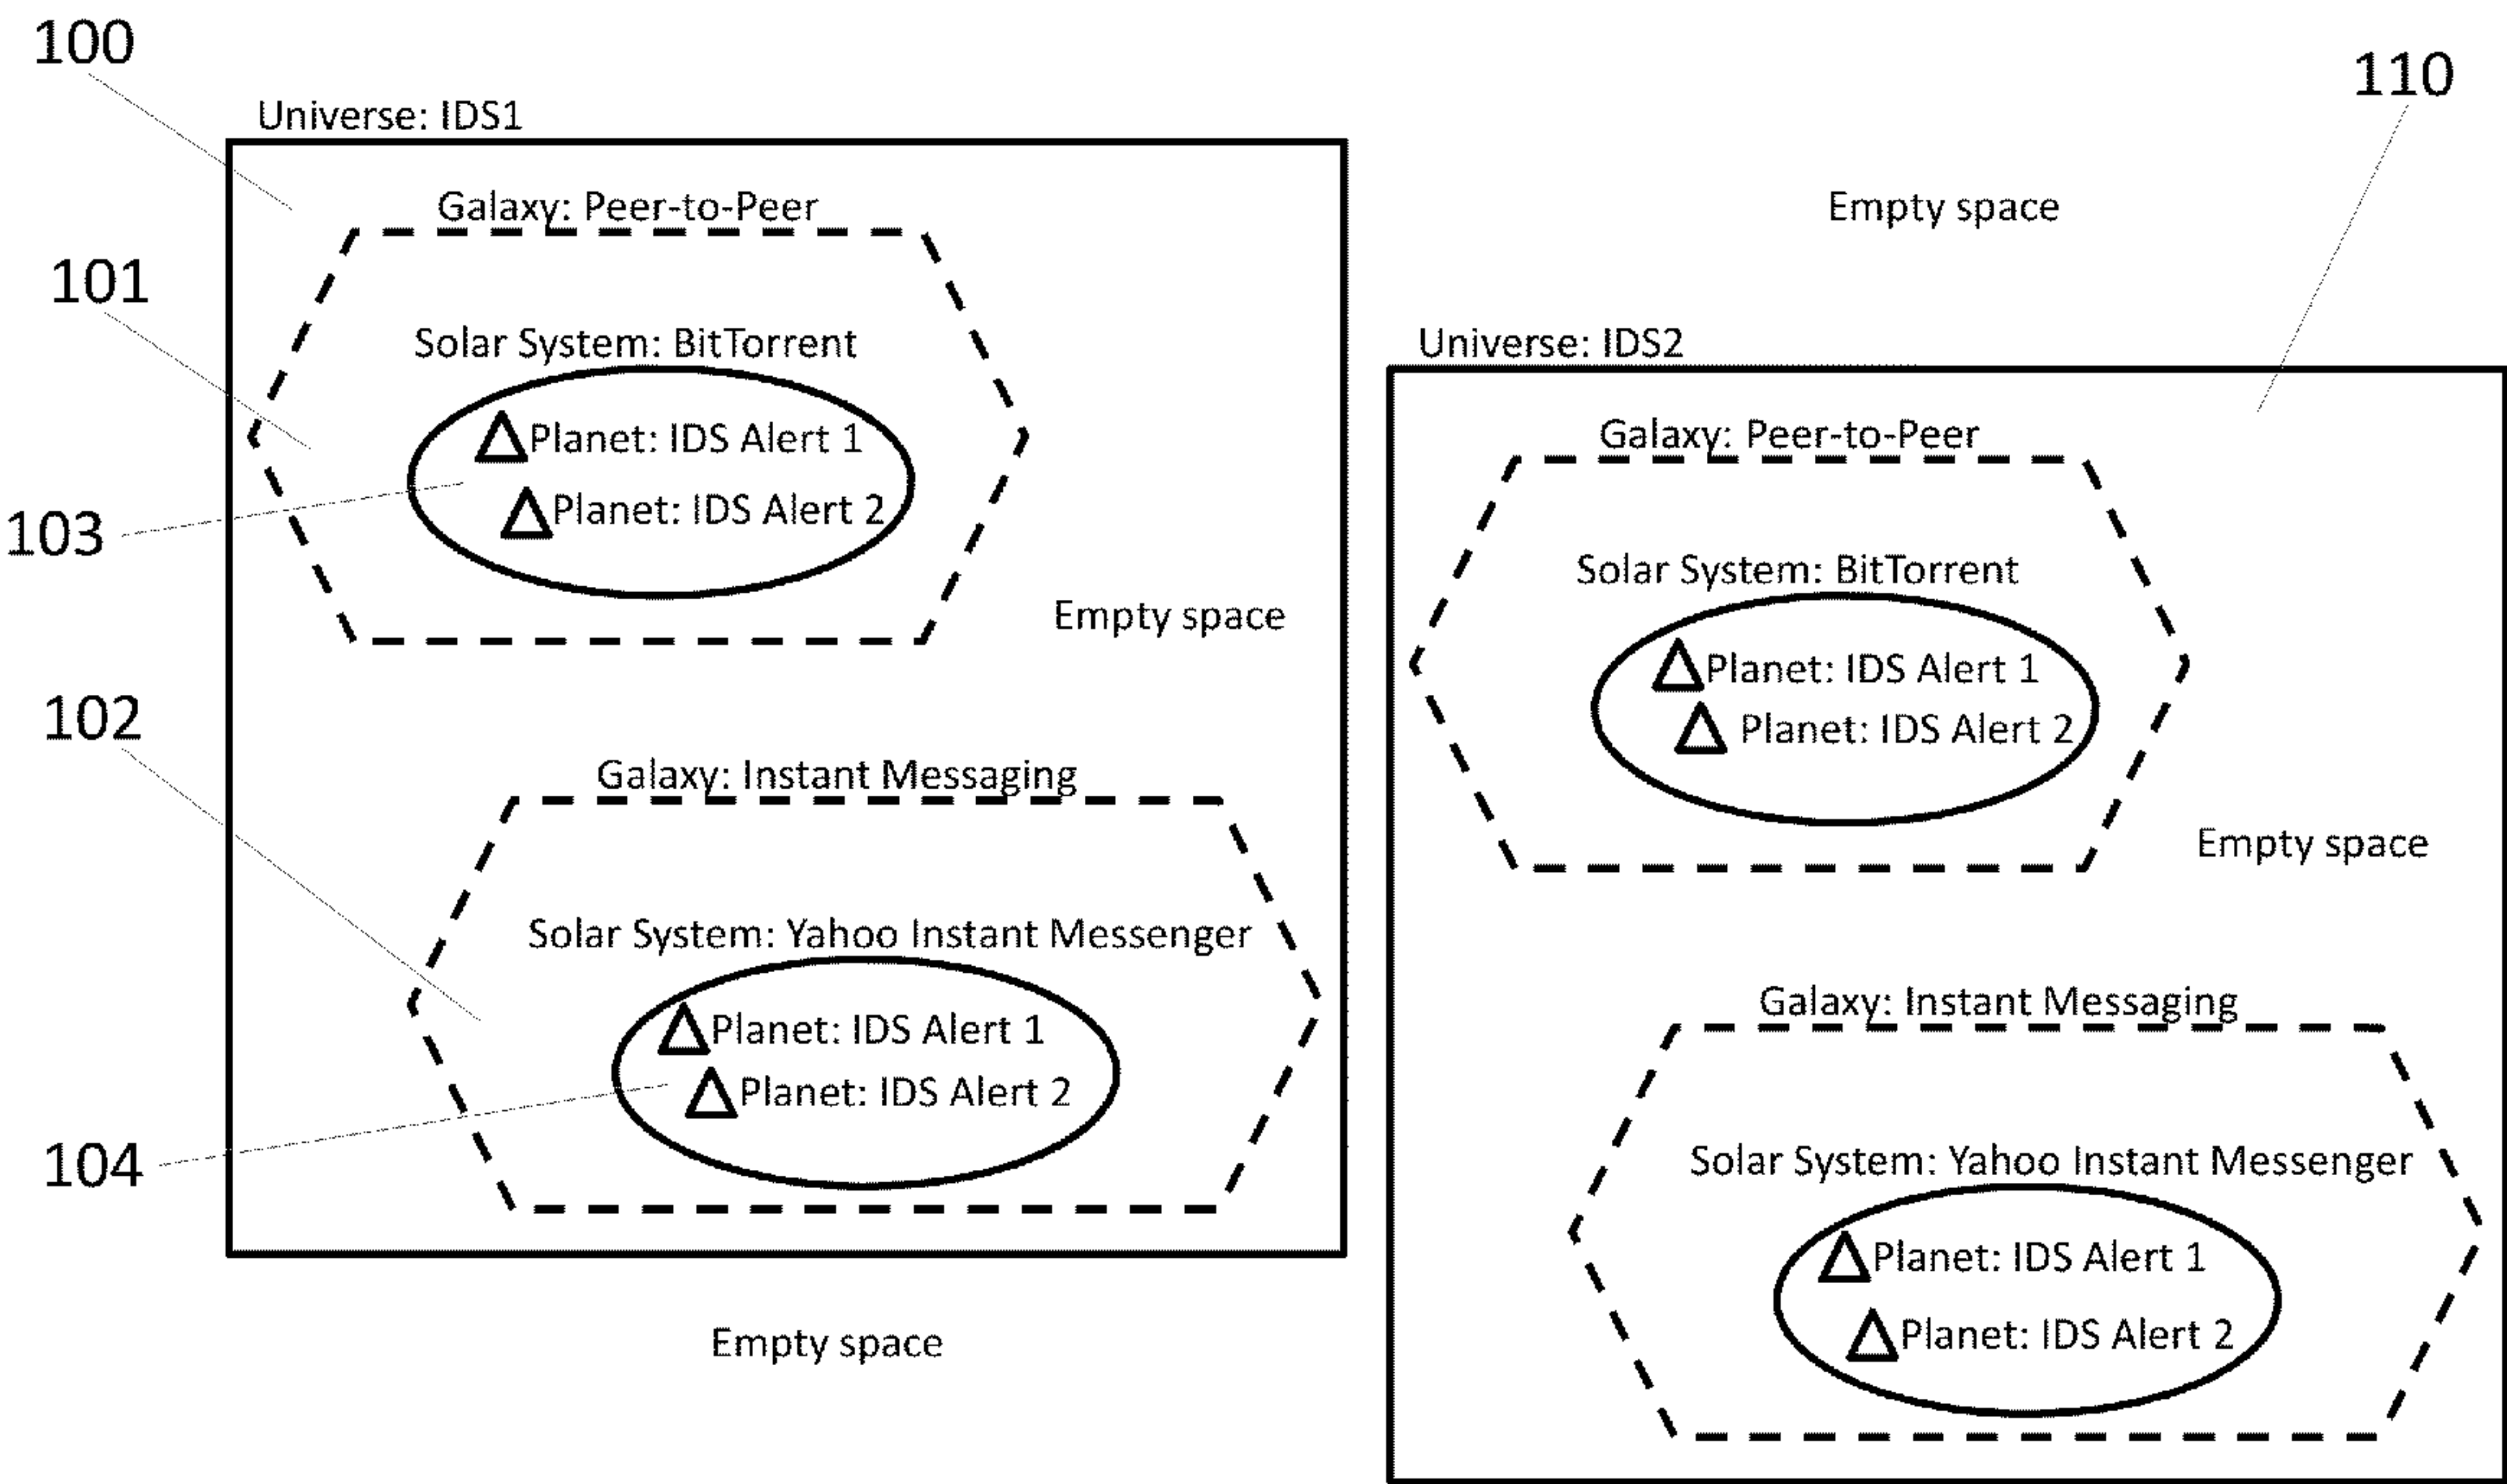 100
110
Universe: IDS1
Galaxy: Peer-to-Peer
Empty space
101
Solar System: BitTorrent
Universe: IDS2
Planet: IDS Alert 1
Galaxy: Peer-to-Peer
103
Planet: IDS Alert 2
Solar System: BitTorrent
Empty space
Planet: IDS Alert 1
102
Planet: IDS Alert 2
Galaxy: Instant Messaging
Empty space
Solar System: Yahoo Instant Messenger
Galaxy: Instant Messaging
Planet: IDS Alert 1
Planet: IDS Alert 2
104
Solar System: Yahoo Instant Messenger
Planet: IDS Alert 1
Empty space
Planet: IDS Alert 2